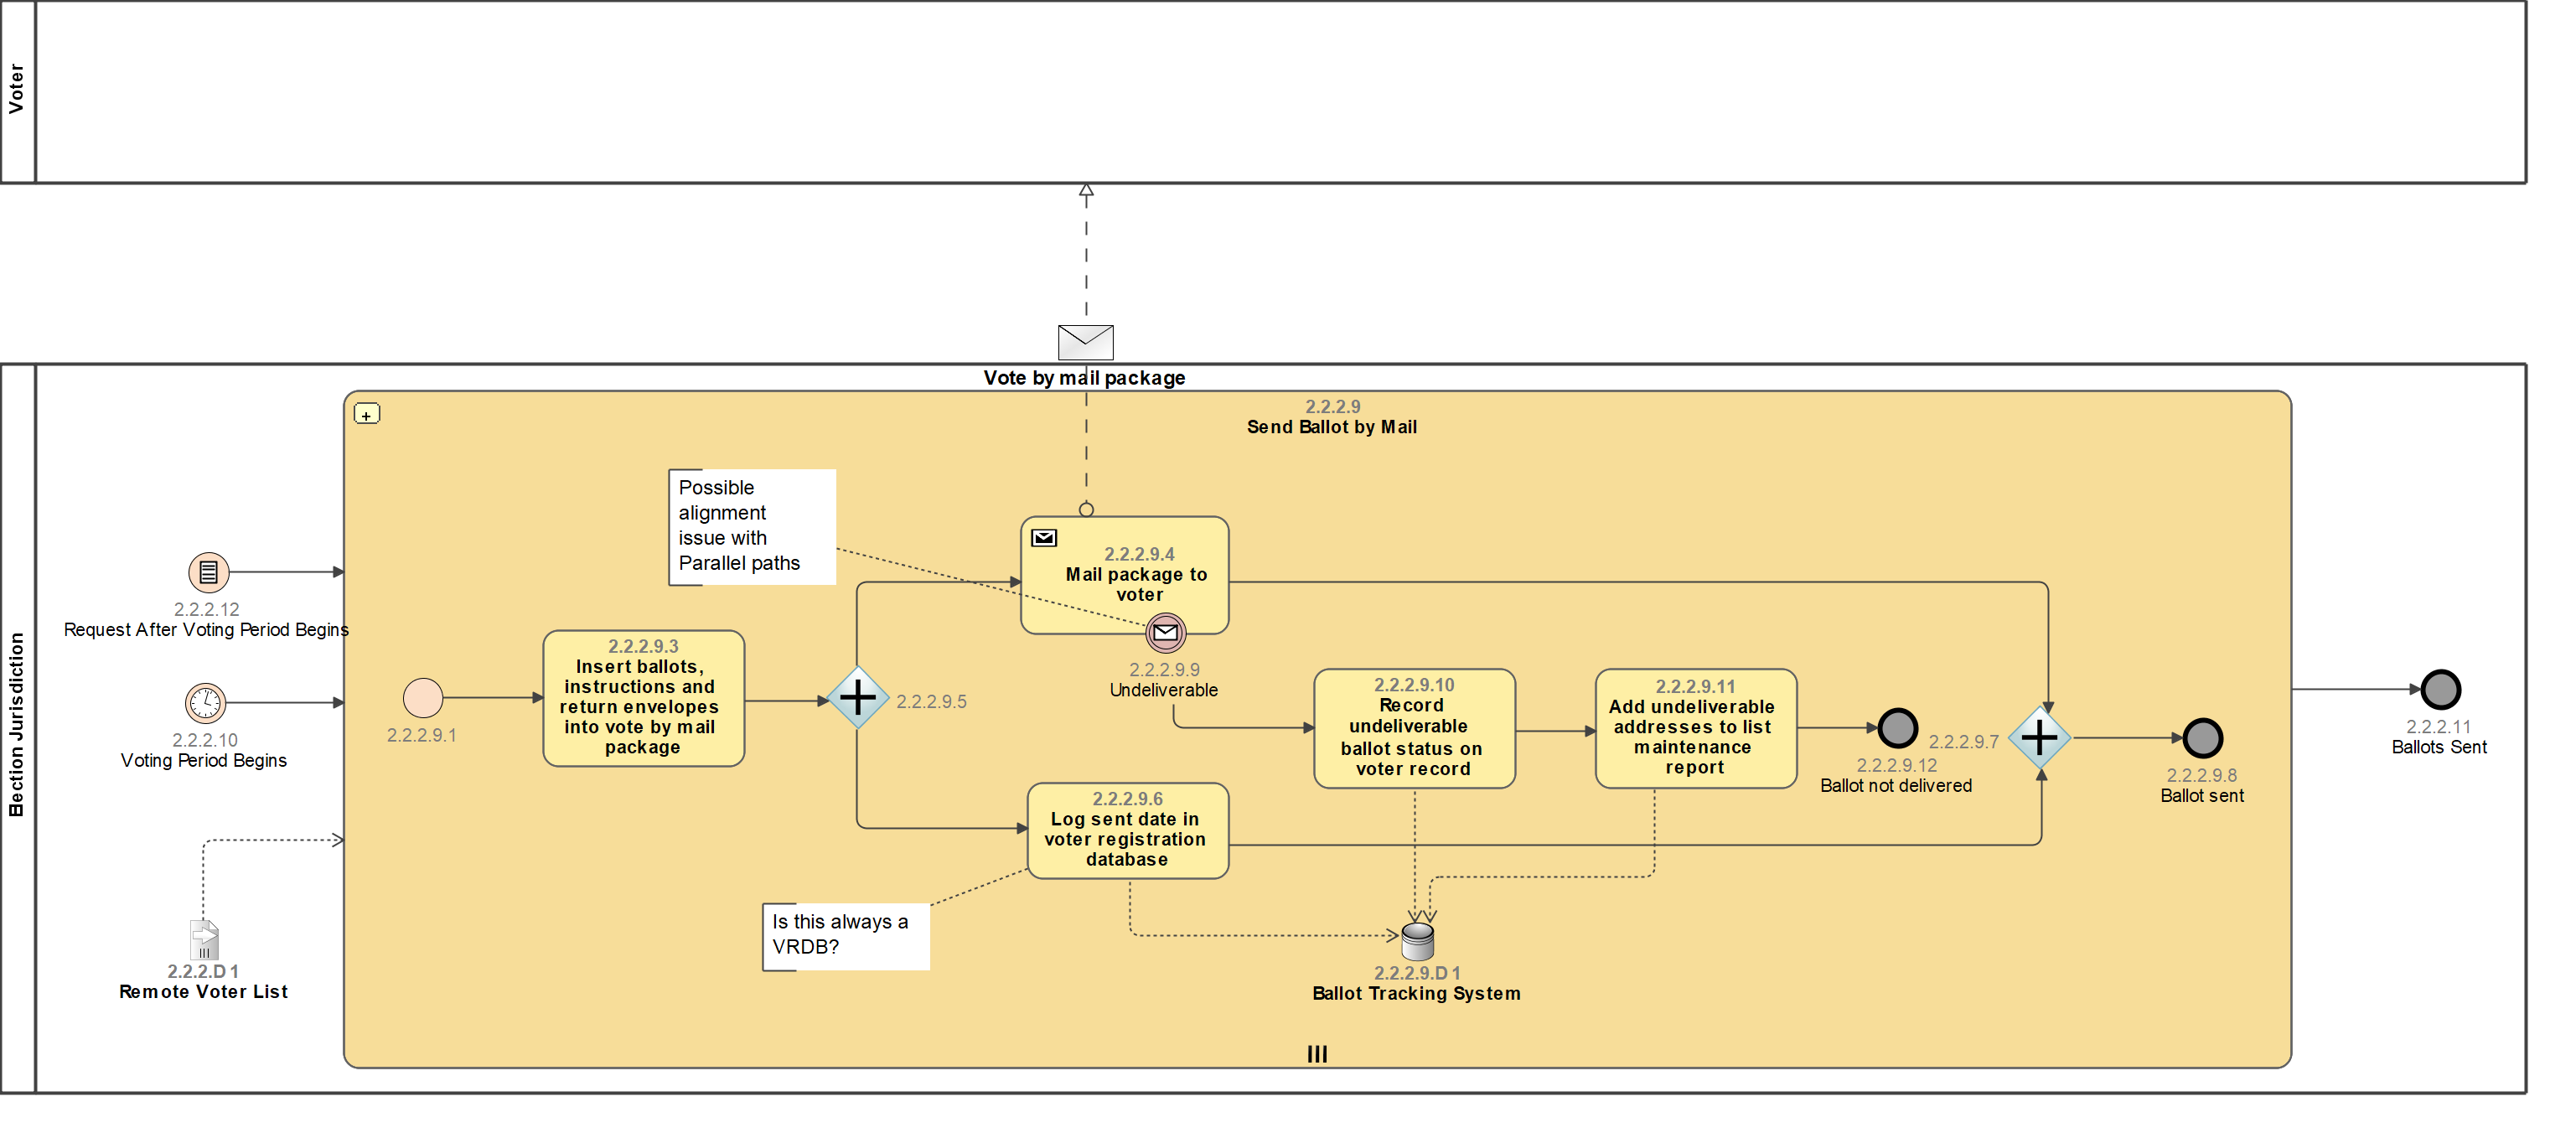 Voter
Vote by mail package
Election Jurisdiction
2.2.2.9
Send Ballot by Mail
Possible
alignment
issue with
Parallel paths
2.2.2.9.4
Mail package to
voter
2.2.2.12
Request After Voting Period Begins
2.2.2.9.3
Insert ballots,
instructions and
return envelopes
into vote by mail
package
2.2.2.9.9
Undeliverable
2.2.2.9.10
Record
undeliverable
ballot status on
voter record
2.2.2.9.11
Add undeliverable
addresses to list
maintenance
report
2.2.2.9.5
2.2.2.9.1
2.2.2.10
Voting Period Begins
2.2.2.9.7
2.2.2.9.12
Ballot not delivered
2.2.2.9.8
Ballot sent
2.2.2.11
Ballots Sent
2.2.2.9.6
Log sent date in
voter registration
database
Is this always a
VRDB?
2.2.2.D1
Remote Voter List
2.2.2.9.D1
Ballot Tracking System